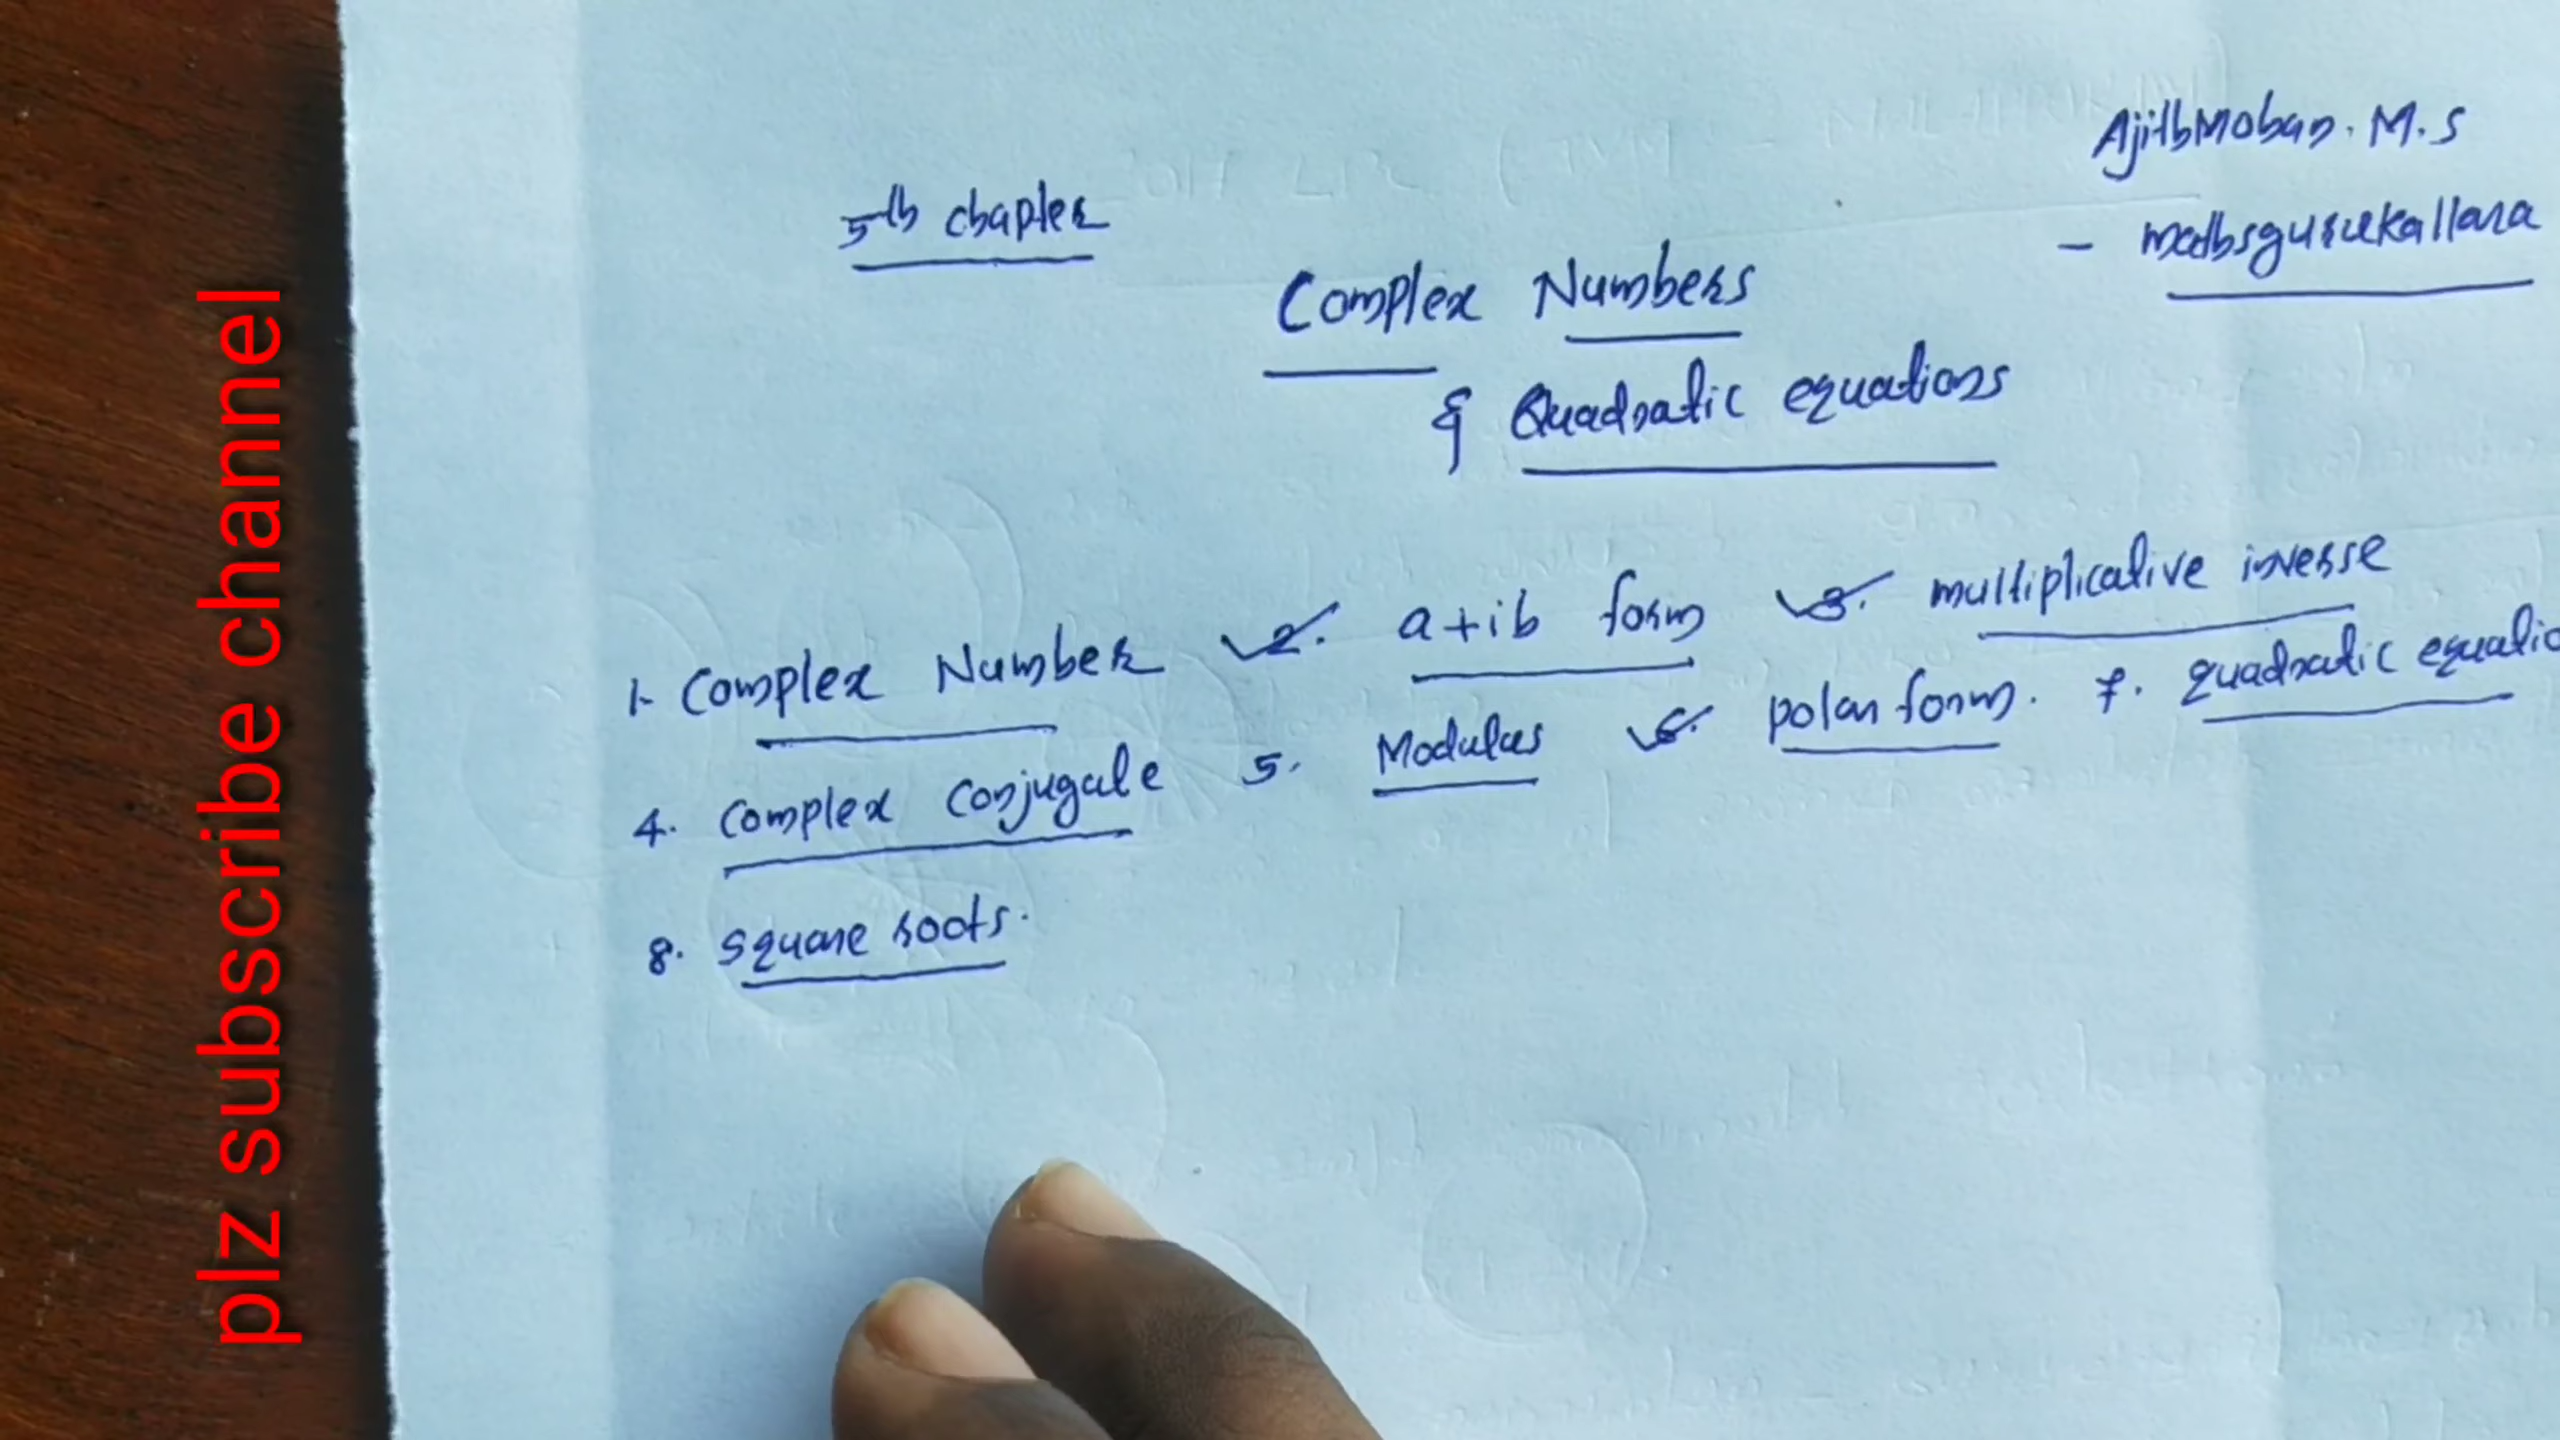 AjithMohan. M.S
- mathsgurukallara
5th chapter
Complex Numbers
& Quadratic equations
1. Complex Number 2. a+ib form 3. multiplicative inverse
4. Complex Conjugate 5. Modulus 6. polar form. 7. quadratic equatio
8. Square roots.
plz subscribe channel